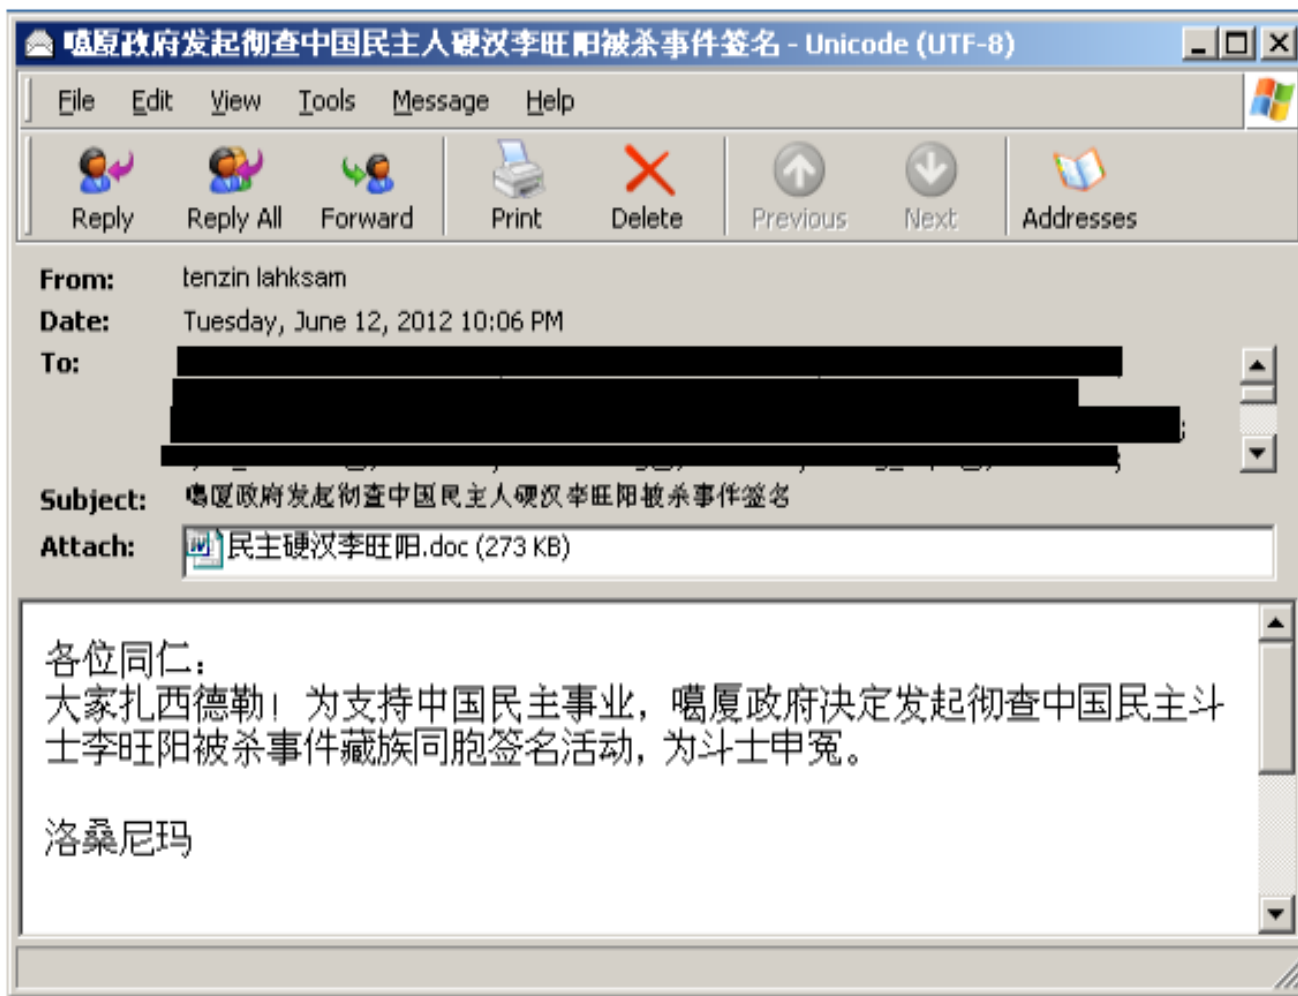 噶厦政府发起彻查中国民主人硬汉李旺阳被杀事件签名 - Unicode (UTF-8)
File Edit View Tools Message Help
Reply Reply All Forward Print Delete Previous Next Addresses
From: tenzin lahksam
Date: Tuesday, June 12, 2012 10:06 PM
To:
Subject: 噶厦政府发起彻查中国民主人硬汉李旺阳被杀事件签名
Attach: 民主硬汉李旺阳.doc (273 KB)
各位同仁：
大家扎西德勒！为支持中国民主事业，噶厦政府决定发起彻查中国民主斗
士李旺阳被杀事件藏族同胞签名活动，为斗士申冤。
洛桑尼玛